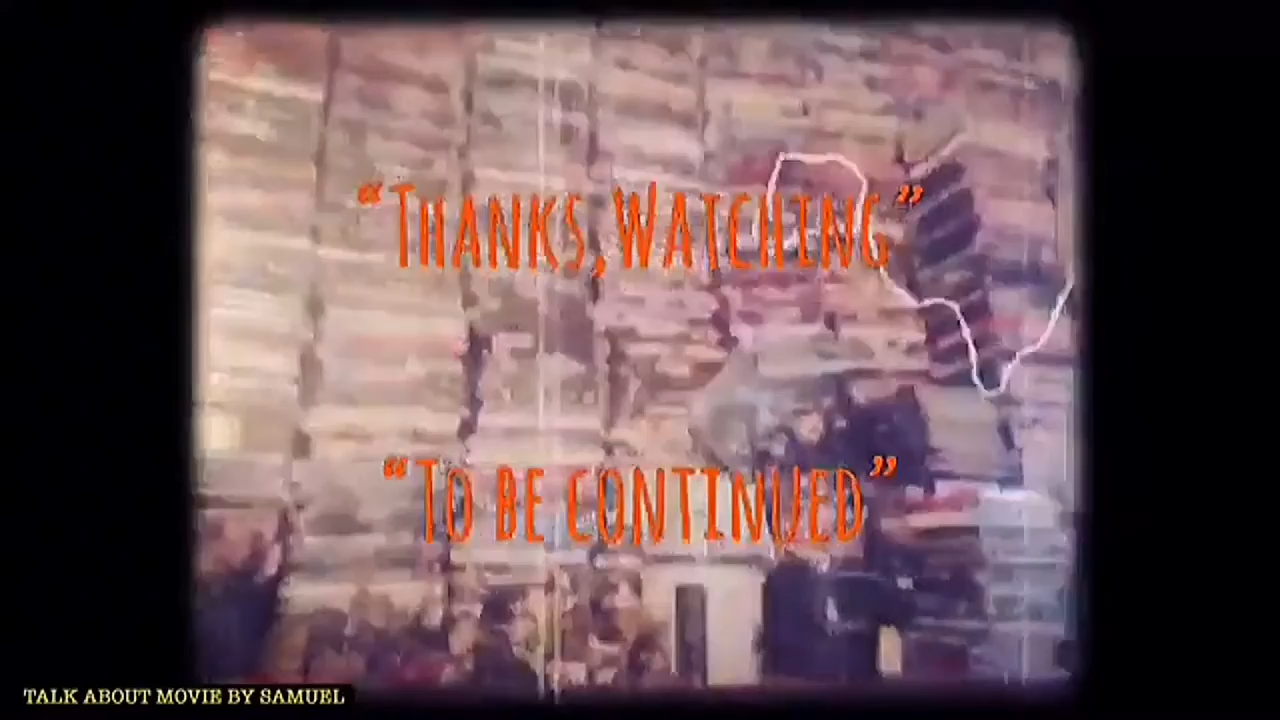 “Thanks,Watching”
“To be continued”
TALK ABOUT MOVIE BY SAMUEL